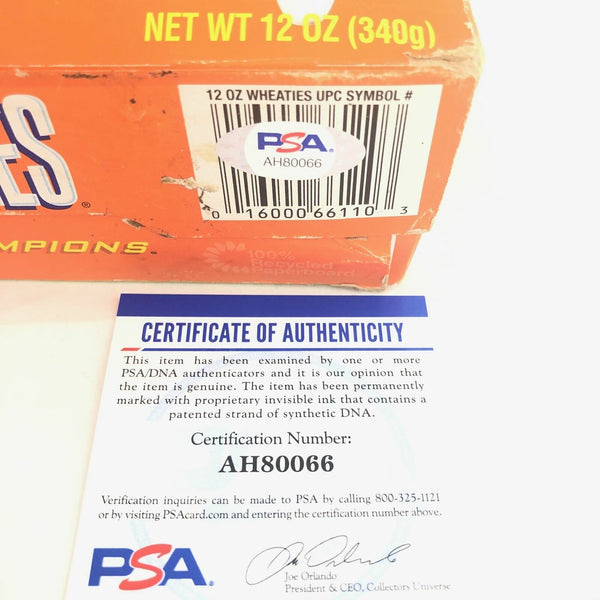 NET WT 12 OZ (340g)
12 OZ WHEATIES UPC SYMBOL #
PSA
AH80066
0 16000 66110 3
ES®
MPIONS.
100%
Recycled
Paperboard
CERTIFICATE OF AUTHENTICITY
This item has been examined by one or more
PSA/DNA authenticators and it is our opinion that
the item is genuine. The item has been permanently
marked with proprietary invisible ink that contains a
patented strand of synthetic DNA.
Certification Number:
AH80066
Verification inquiries can be made to PSA by calling 800-325-1121
or by visiting PSAcard.com and entering the certification number above.
PSA.
Joe Orlando
President & CEO, Collectors Universe